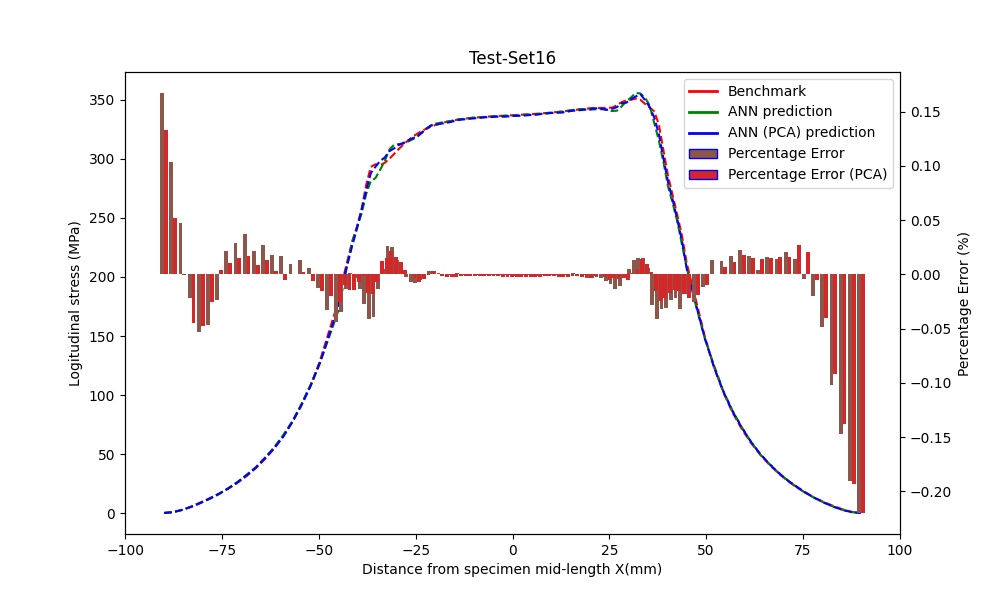 Test-Set16
Benchmark
ANN prediction
ANN (PCA) prediction
Percentage Error
Percentage Error (PCA)
350
300
250
200
150
100
50
0
Logitudinal stress (MPa)
0.15
0.10
0.05
0.00
−0.05
−0.10
−0.15
−0.20
Percentage Error (%)
−100 −75 −50 −25 0 25 50 75 100
Distance from specimen mid-length X(mm)